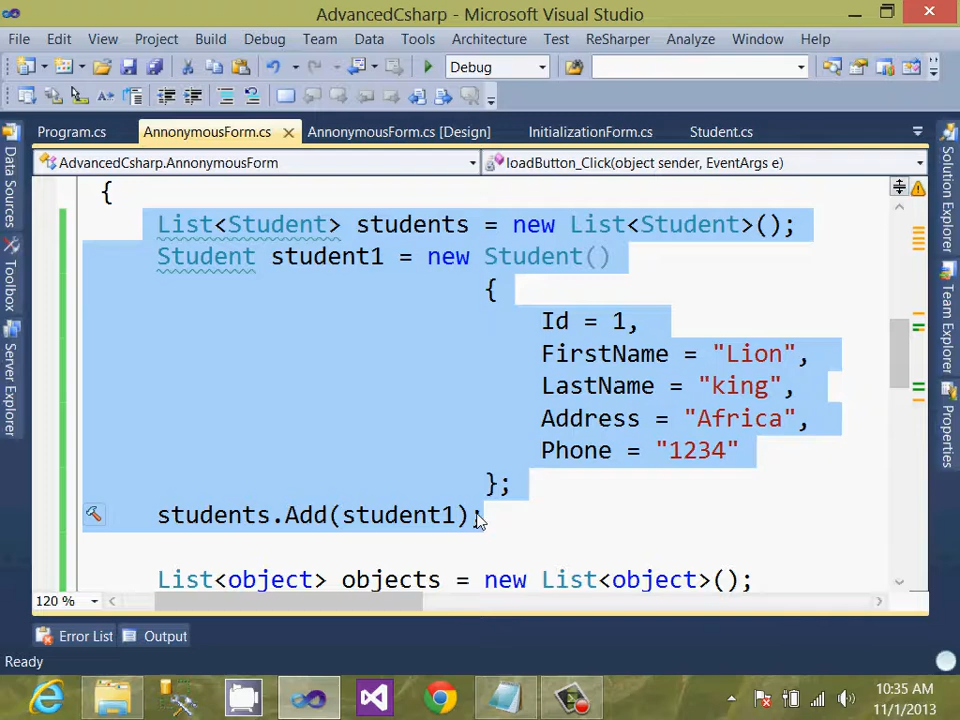 AdvancedCsharp - Microsoft Visual Studio
File Edit View Project Build Debug Team Data Tools Architecture Test ReSharper Analyze Window Help
Debug
Program.cs AnnonymousForm.cs AnnonymousForm.cs [Design] InitializationForm.cs Student.cs
AdvancedCsharp.AnnonymousForm loadButton_Click(object sender, EventArgs e)
{
List<Student> students = new List<Student>();
Student student1 = new Student()
{
Id = 1,
FirstName = "Lion",
LastName = "king",
Address = "Africa",
Phone = "1234"
};
students.Add(student1);
List<object> objects = new List<object>();
120 %
Data Sources
Toolbox
Server Explorer
Solution Explorer
Team Explorer
Properties
Error List Output
Ready
10:35 AM
11/1/2013